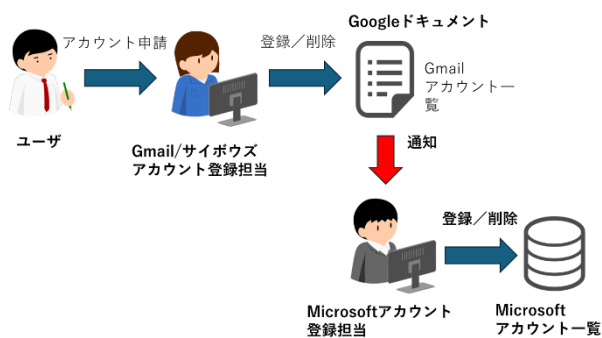 Googleドキュメント
アカウント申請
登録／削除
Gmail
アカウント一
覧
ユーザ
Gmail/サイボウズ
アカウント登録担当
通知
登録／削除
Microsoftアカウント
登録担当
Microsoft
アカウント一覧